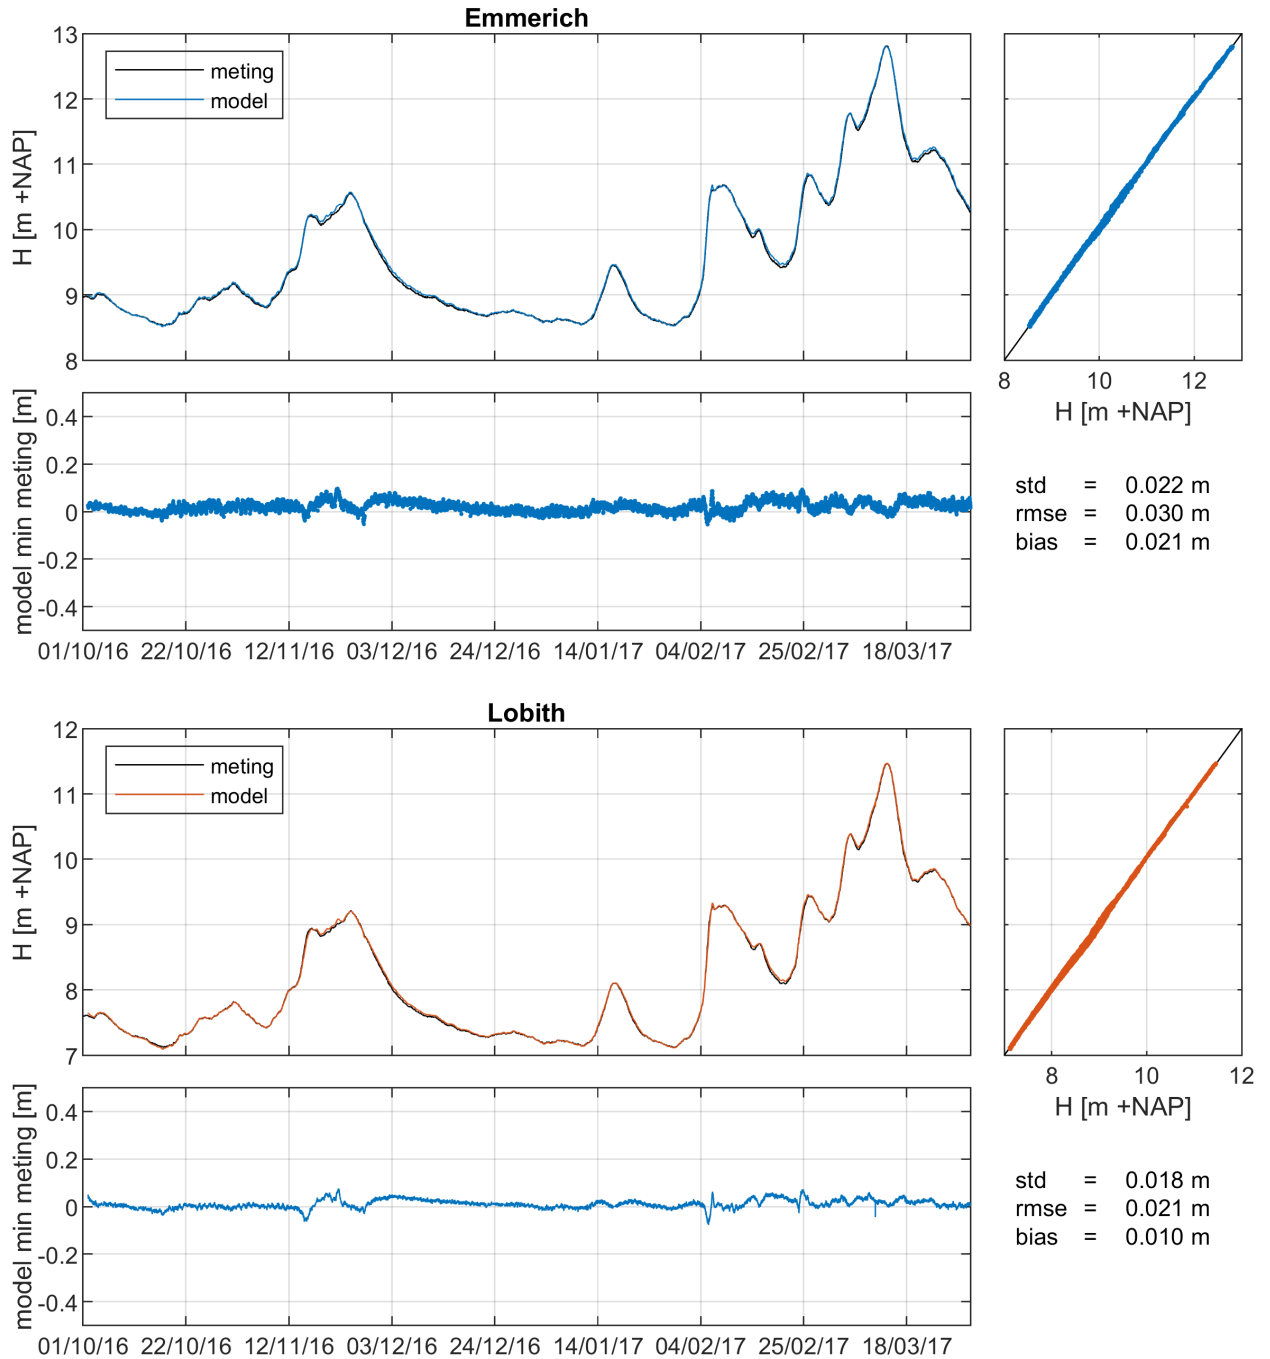 Emmerich
13
12
11
10
9
8
H [m +NAP]
meting
model
8 10 12
H [m +NAP]
0.4
0.2
0
-0.2
-0.4
model min meting [m]
01/10/16 22/10/16 12/11/16 03/12/16 24/12/16 14/01/17 04/02/17 25/02/17 18/03/17
std = 0.022 m
rmse = 0.030 m
bias = 0.021 m
Lobith
12
11
10
9
8
7
H [m +NAP]
meting
model
8 10 12
H [m +NAP]
0.4
0.2
0
-0.2
-0.4
model min meting [m]
01/10/16 22/10/16 12/11/16 03/12/16 24/12/16 14/01/17 04/02/17 25/02/17 18/03/17
std = 0.018 m
rmse = 0.021 m
bias = 0.010 m